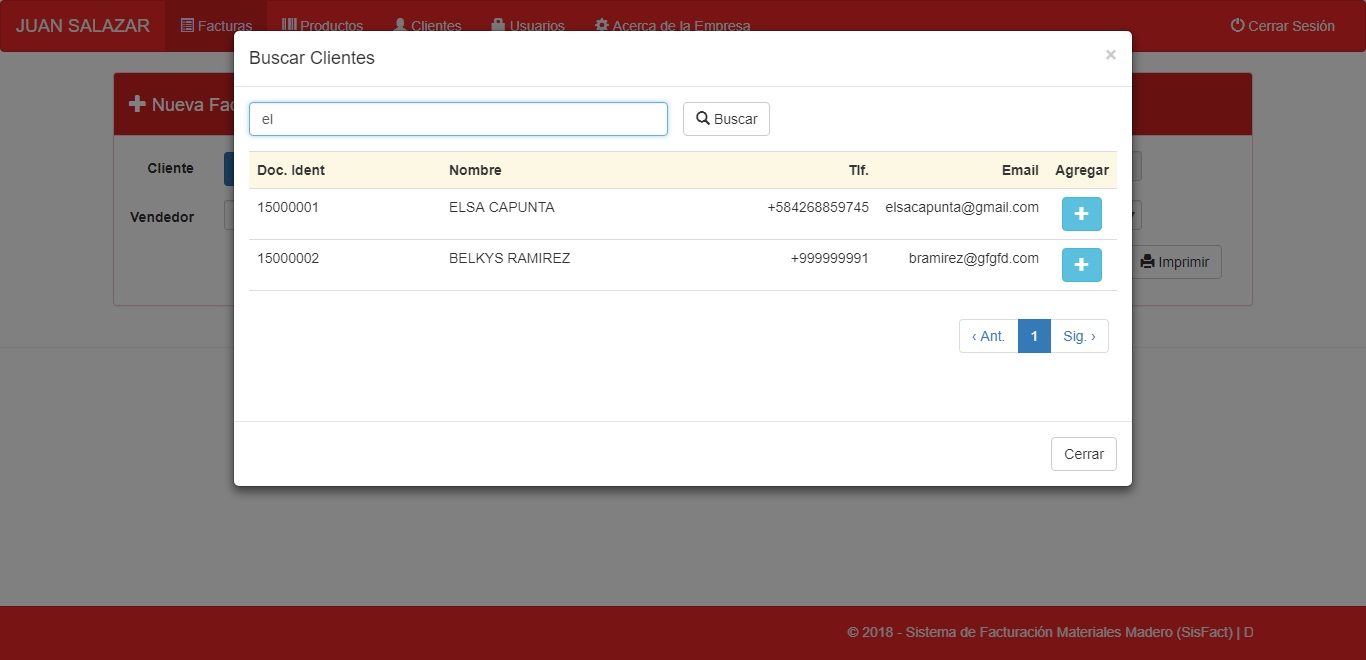 JUAN SALAZAR Facturas Productos Clientes Usuarios Acerca de la Empresa Cerrar Sesión
Buscar Clientes ×
Nueva Fac
el Buscar
Cliente
Doc. Ident Nombre Tlf. Email Agregar
Vendedor
15000001 ELSA CAPUNTA +584268859745 elsacapunta@gmail.com
15000002 BELKYS RAMIREZ +999999991 bramirez@gfgfd.com
Imprimir
‹ Ant. 1 Sig. ›
Cerrar
© 2018 - Sistema de Facturación Materiales Madero (SisFact) | D